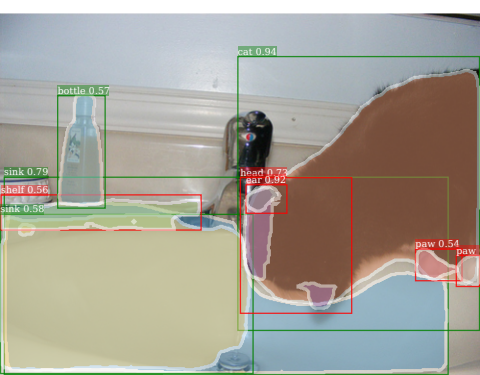 cat 0.94
bottle 0.57
head 0.73
sink 0.79
ear 0.92
shelf 0.56
sink 0.58
paw 0.54
paw